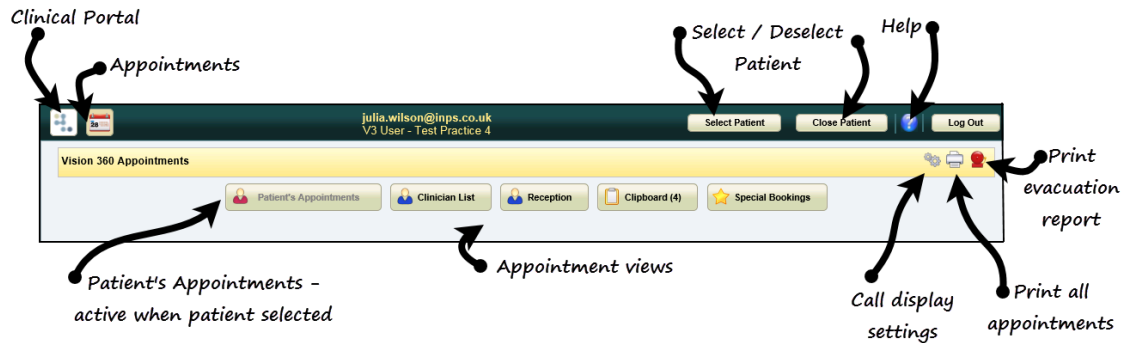 Clinical Portal
Appointments
Select / Deselect
Patient
Help
28
julia.wilson@inps.co.uk
V3 User - Test Practice 4
Select Patient
Close Patient
?
Log Out
Vision 360 Appointments
Print
evacuation
report
Patient's Appointments
Clinician List
Reception
Clipboard (4)
Special Bookings
Patient's Appointments -
active when patient selected
Appointment views
Call display
settings
Print all
appointments